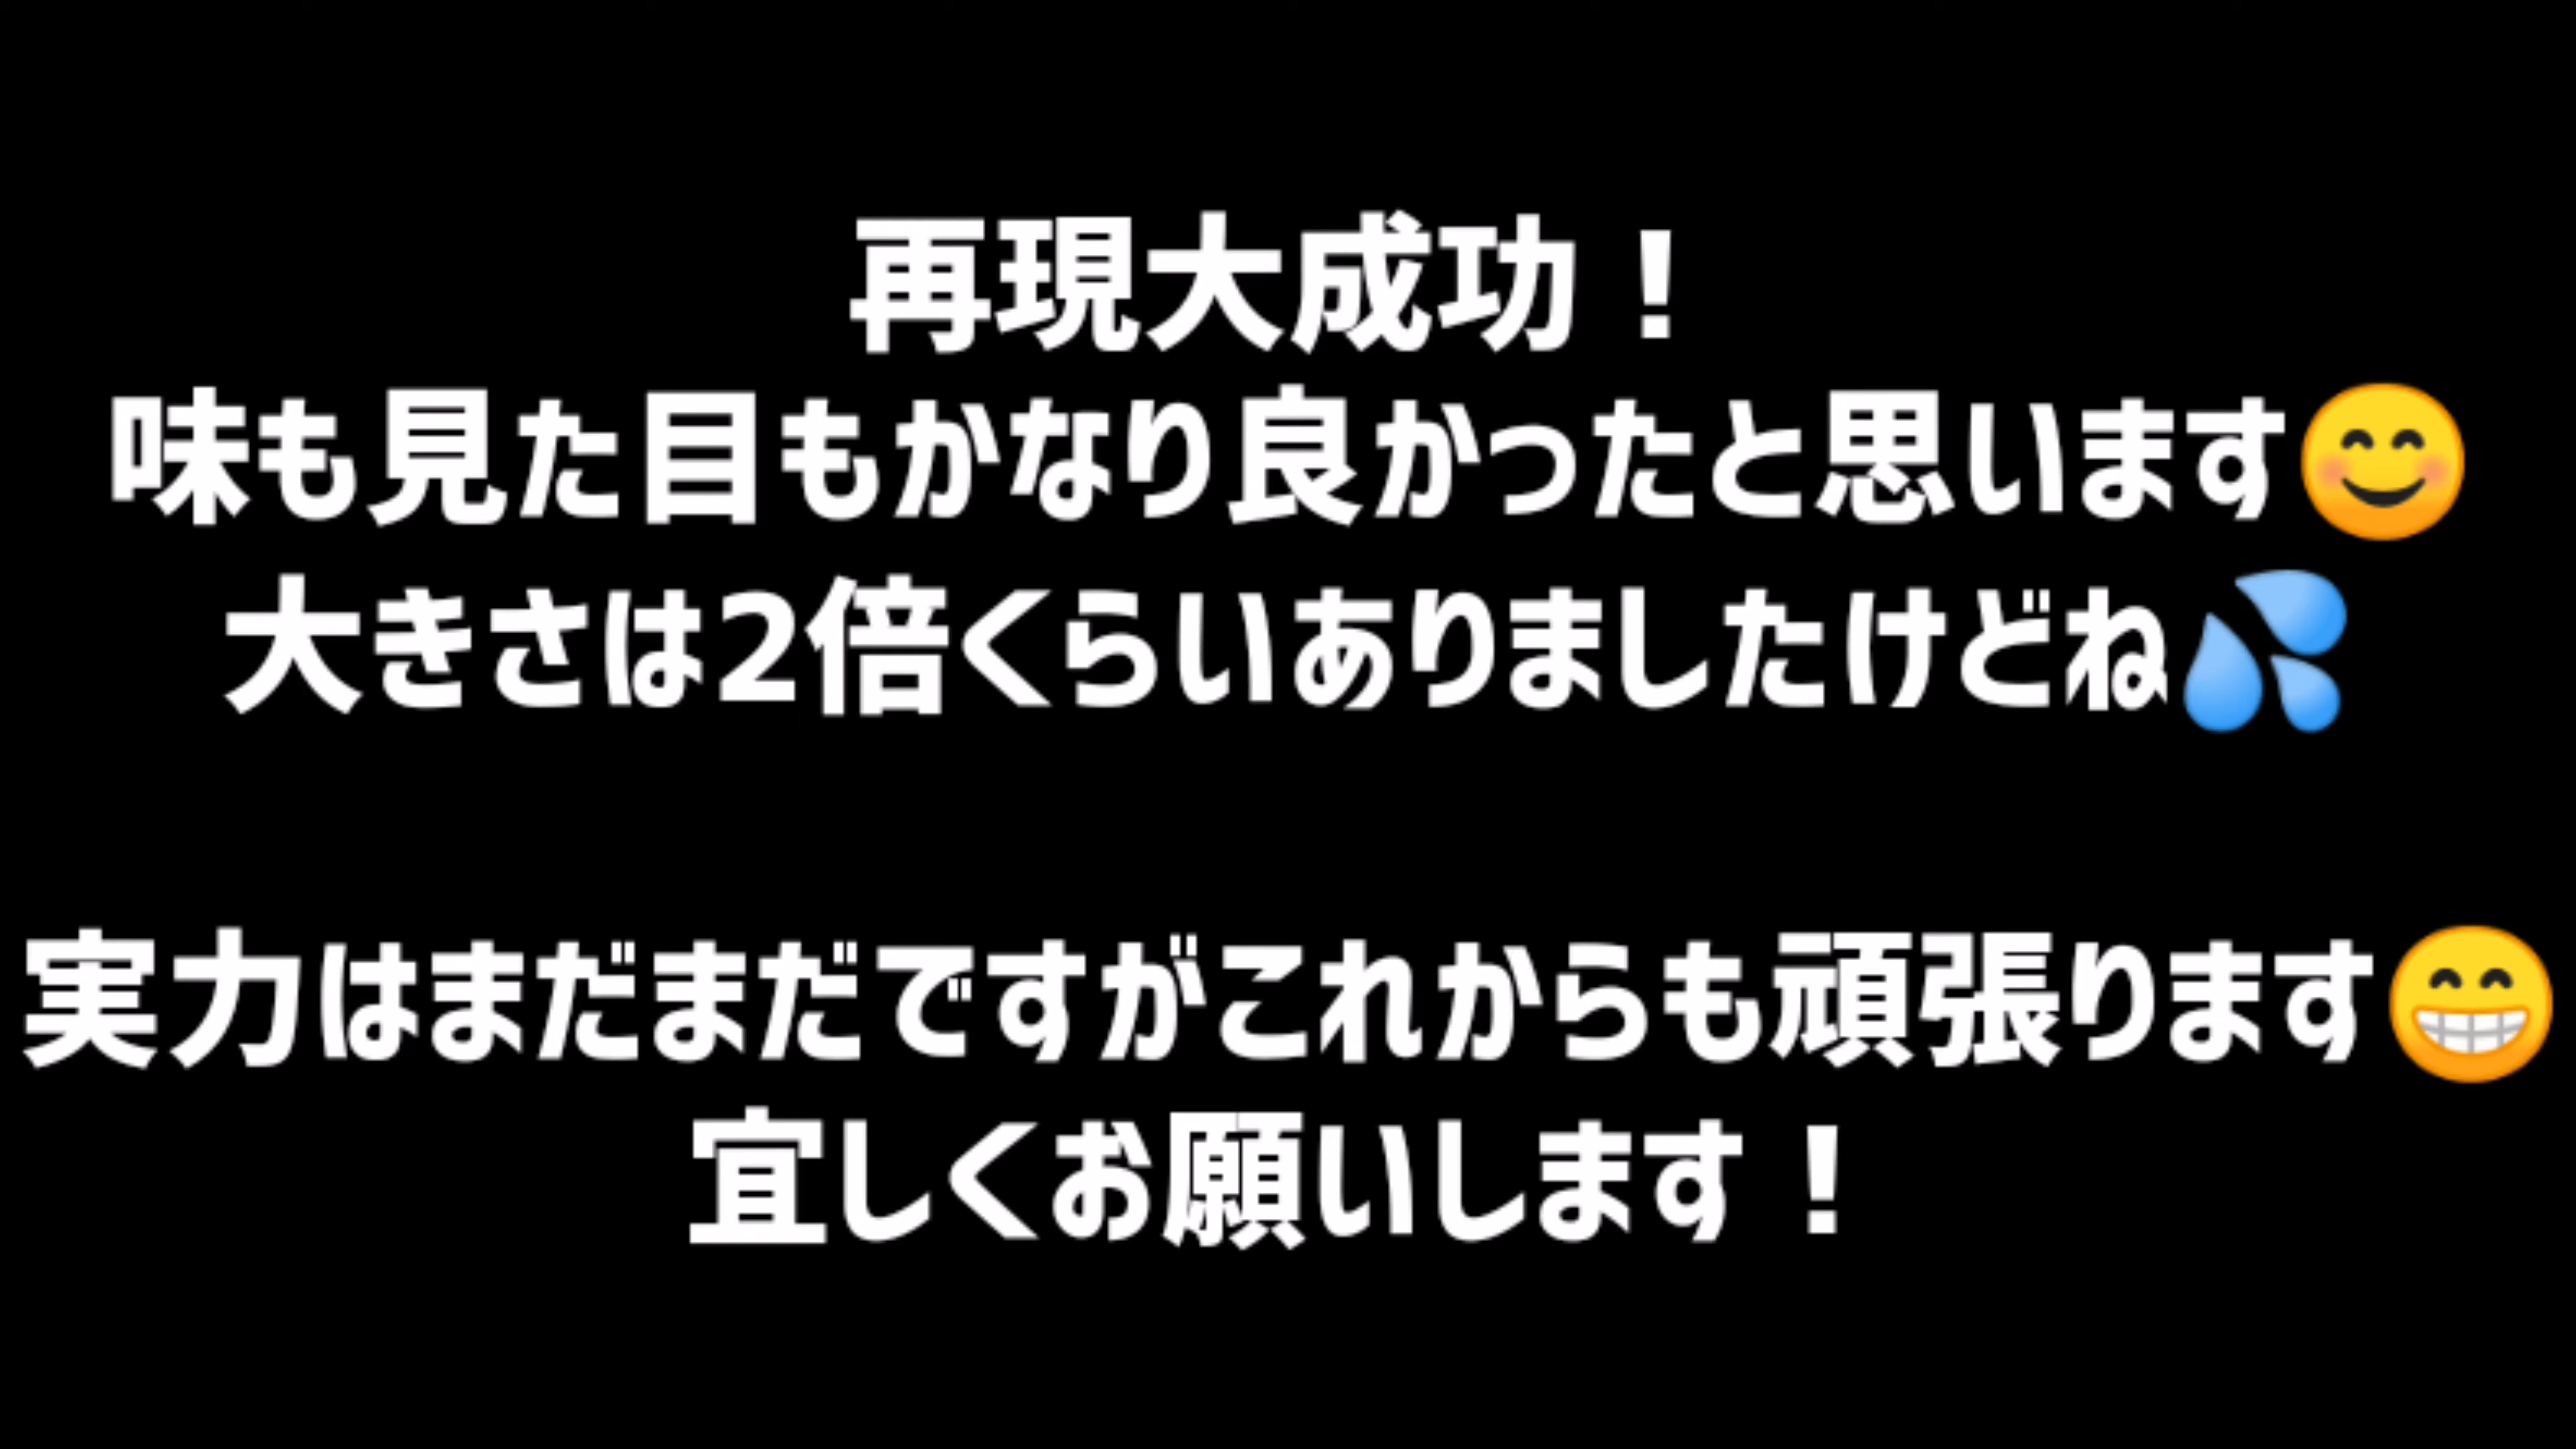 再現大成功！
味も見た目もかなり良かったと思います😊
大きさは2倍くらいありましたけどね💦
実力はまだまだですがこれからも頑張ります😁
宜しくお願いします！